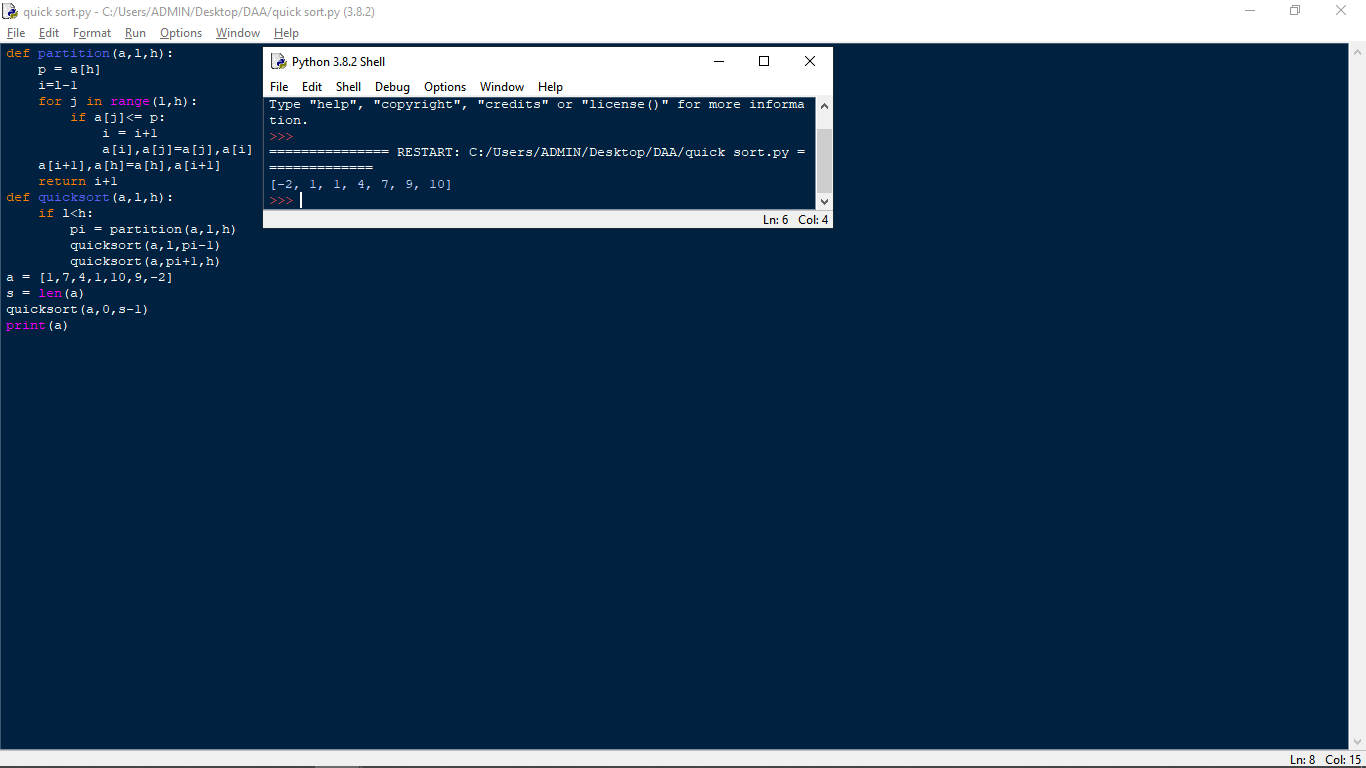 quick sort.py - C:/Users/ADMIN/Desktop/DAA/quick sort.py (3.8.2)
File Edit Format Run Options Window Help
def partition(a,l,h):
    p = a[h]
    i=l-1
    for j in range(l,h):
        if a[j]<= p:
            i = i+1
            a[i],a[j]=a[j],a[i]
    a[i+1],a[h]=a[h],a[i+1]
    return i+1
def quicksort(a,l,h):
    if l<h:
        pi = partition(a,l,h)
        quicksort(a,l,pi-1)
        quicksort(a,pi+1,h)
a = [1,7,4,1,10,9,-2]
s = len(a)
quicksort(a,0,s-1)
print(a)
Python 3.8.2 Shell
File Edit Shell Debug Options Window Help
Type "help", "copyright", "credits" or "license()" for more informa
tion.
>>>
=============== RESTART: C:/Users/ADMIN/Desktop/DAA/quick sort.py =
=============
[-2, 1, 1, 4, 7, 9, 10]
>>>
Ln: 6 Col: 4
Ln: 8 Col: 15